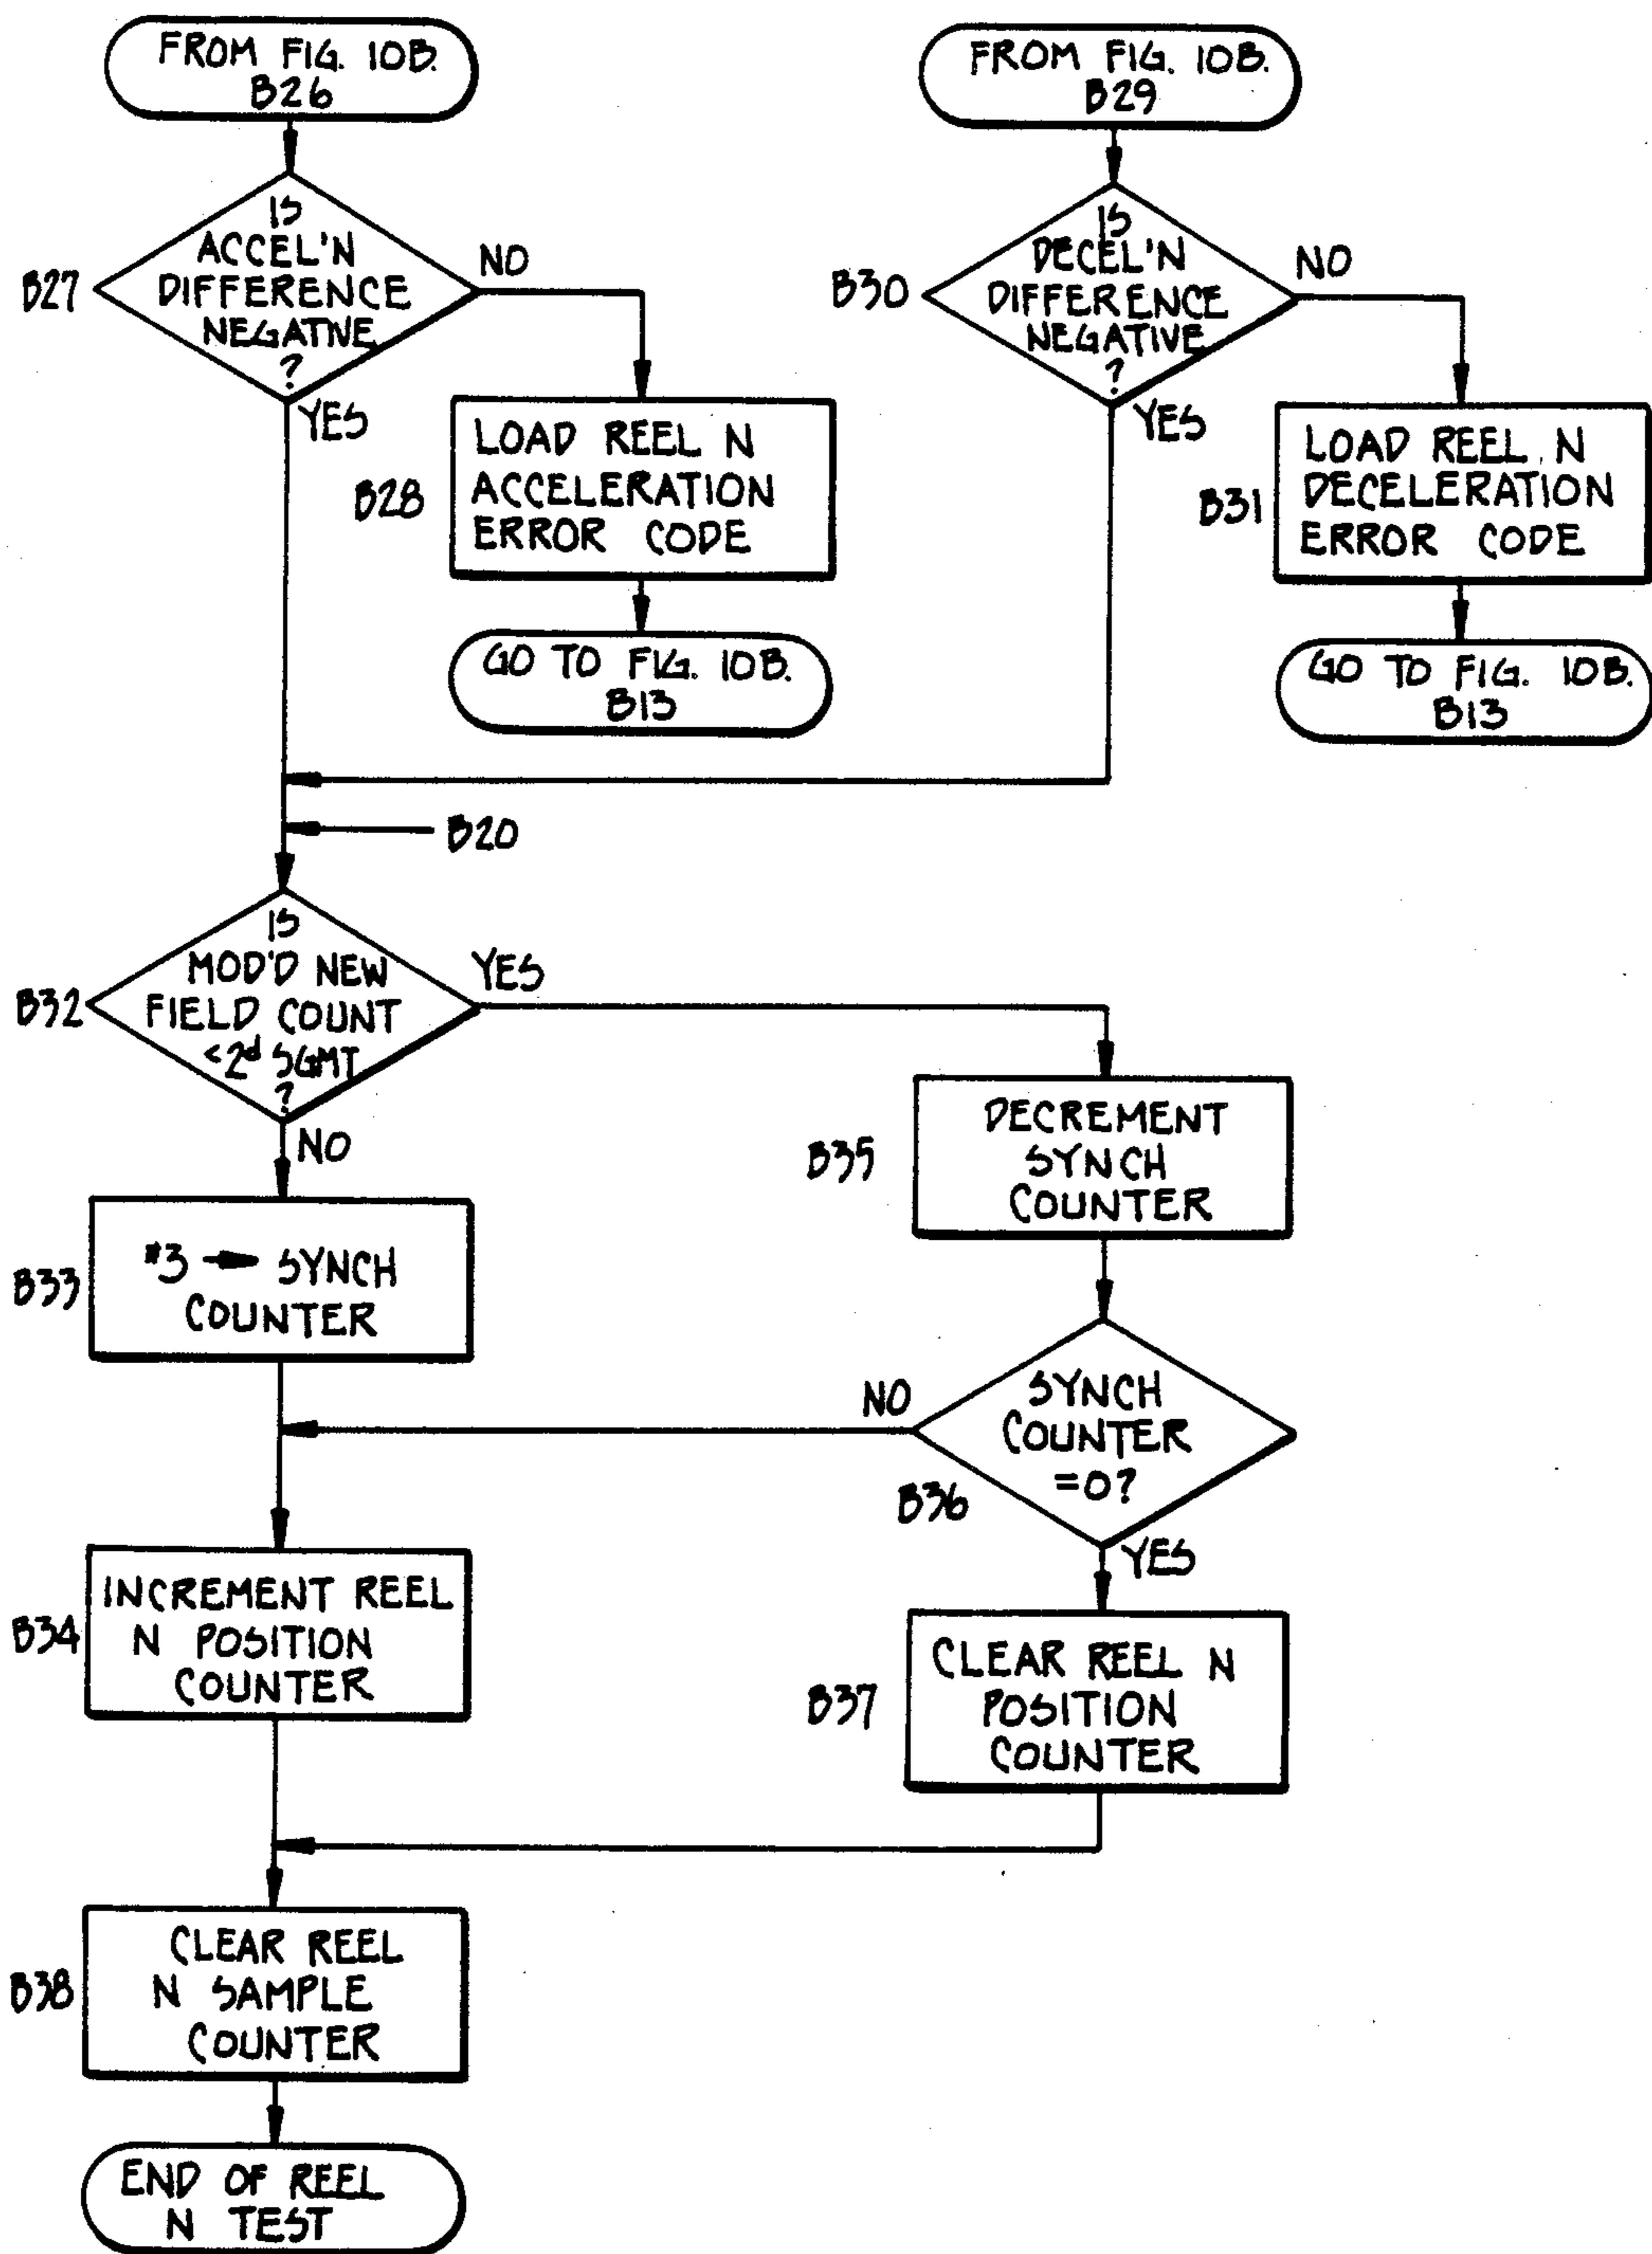 FROM FIG. 10B.
B26
FROM FIG. 10B.
B29
B27
IS
ACCEL'N
DIFFERENCE
NEGATIVE
?
NO
YES
B30
IS
DECEL'N
DIFFERENCE
NEGATIVE
?
NO
YES
B28
LOAD REEL N
ACCELERATION
ERROR CODE
B31
LOAD REEL N
DECELERATION
ERROR CODE
GO TO FIG. 10B.
B13
GO TO FIG. 10B.
B13
B20
B32
IS
MOD'D NEW
FIELD COUNT
<2d SGMT
?
YES
NO
B35
DECREMENT
SYNCH
COUNTER
B33
#3 → SYNCH
COUNTER
NO
SYNCH
COUNTER
=0?
B36
YES
B34
INCREMENT REEL
N POSITION
COUNTER
B37
CLEAR REEL N
POSITION
COUNTER
B38
CLEAR REEL
N SAMPLE
COUNTER
END OF REEL
N TEST